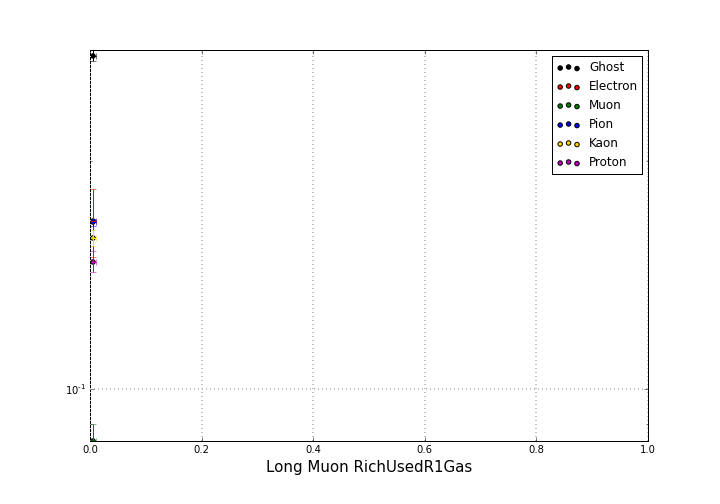 Ghost
Electron
Muon
Pion
Kaon
Proton
10⁻¹
0.0 0.2 0.4 0.6 0.8 1.0
Long Muon RichUsedR1Gas